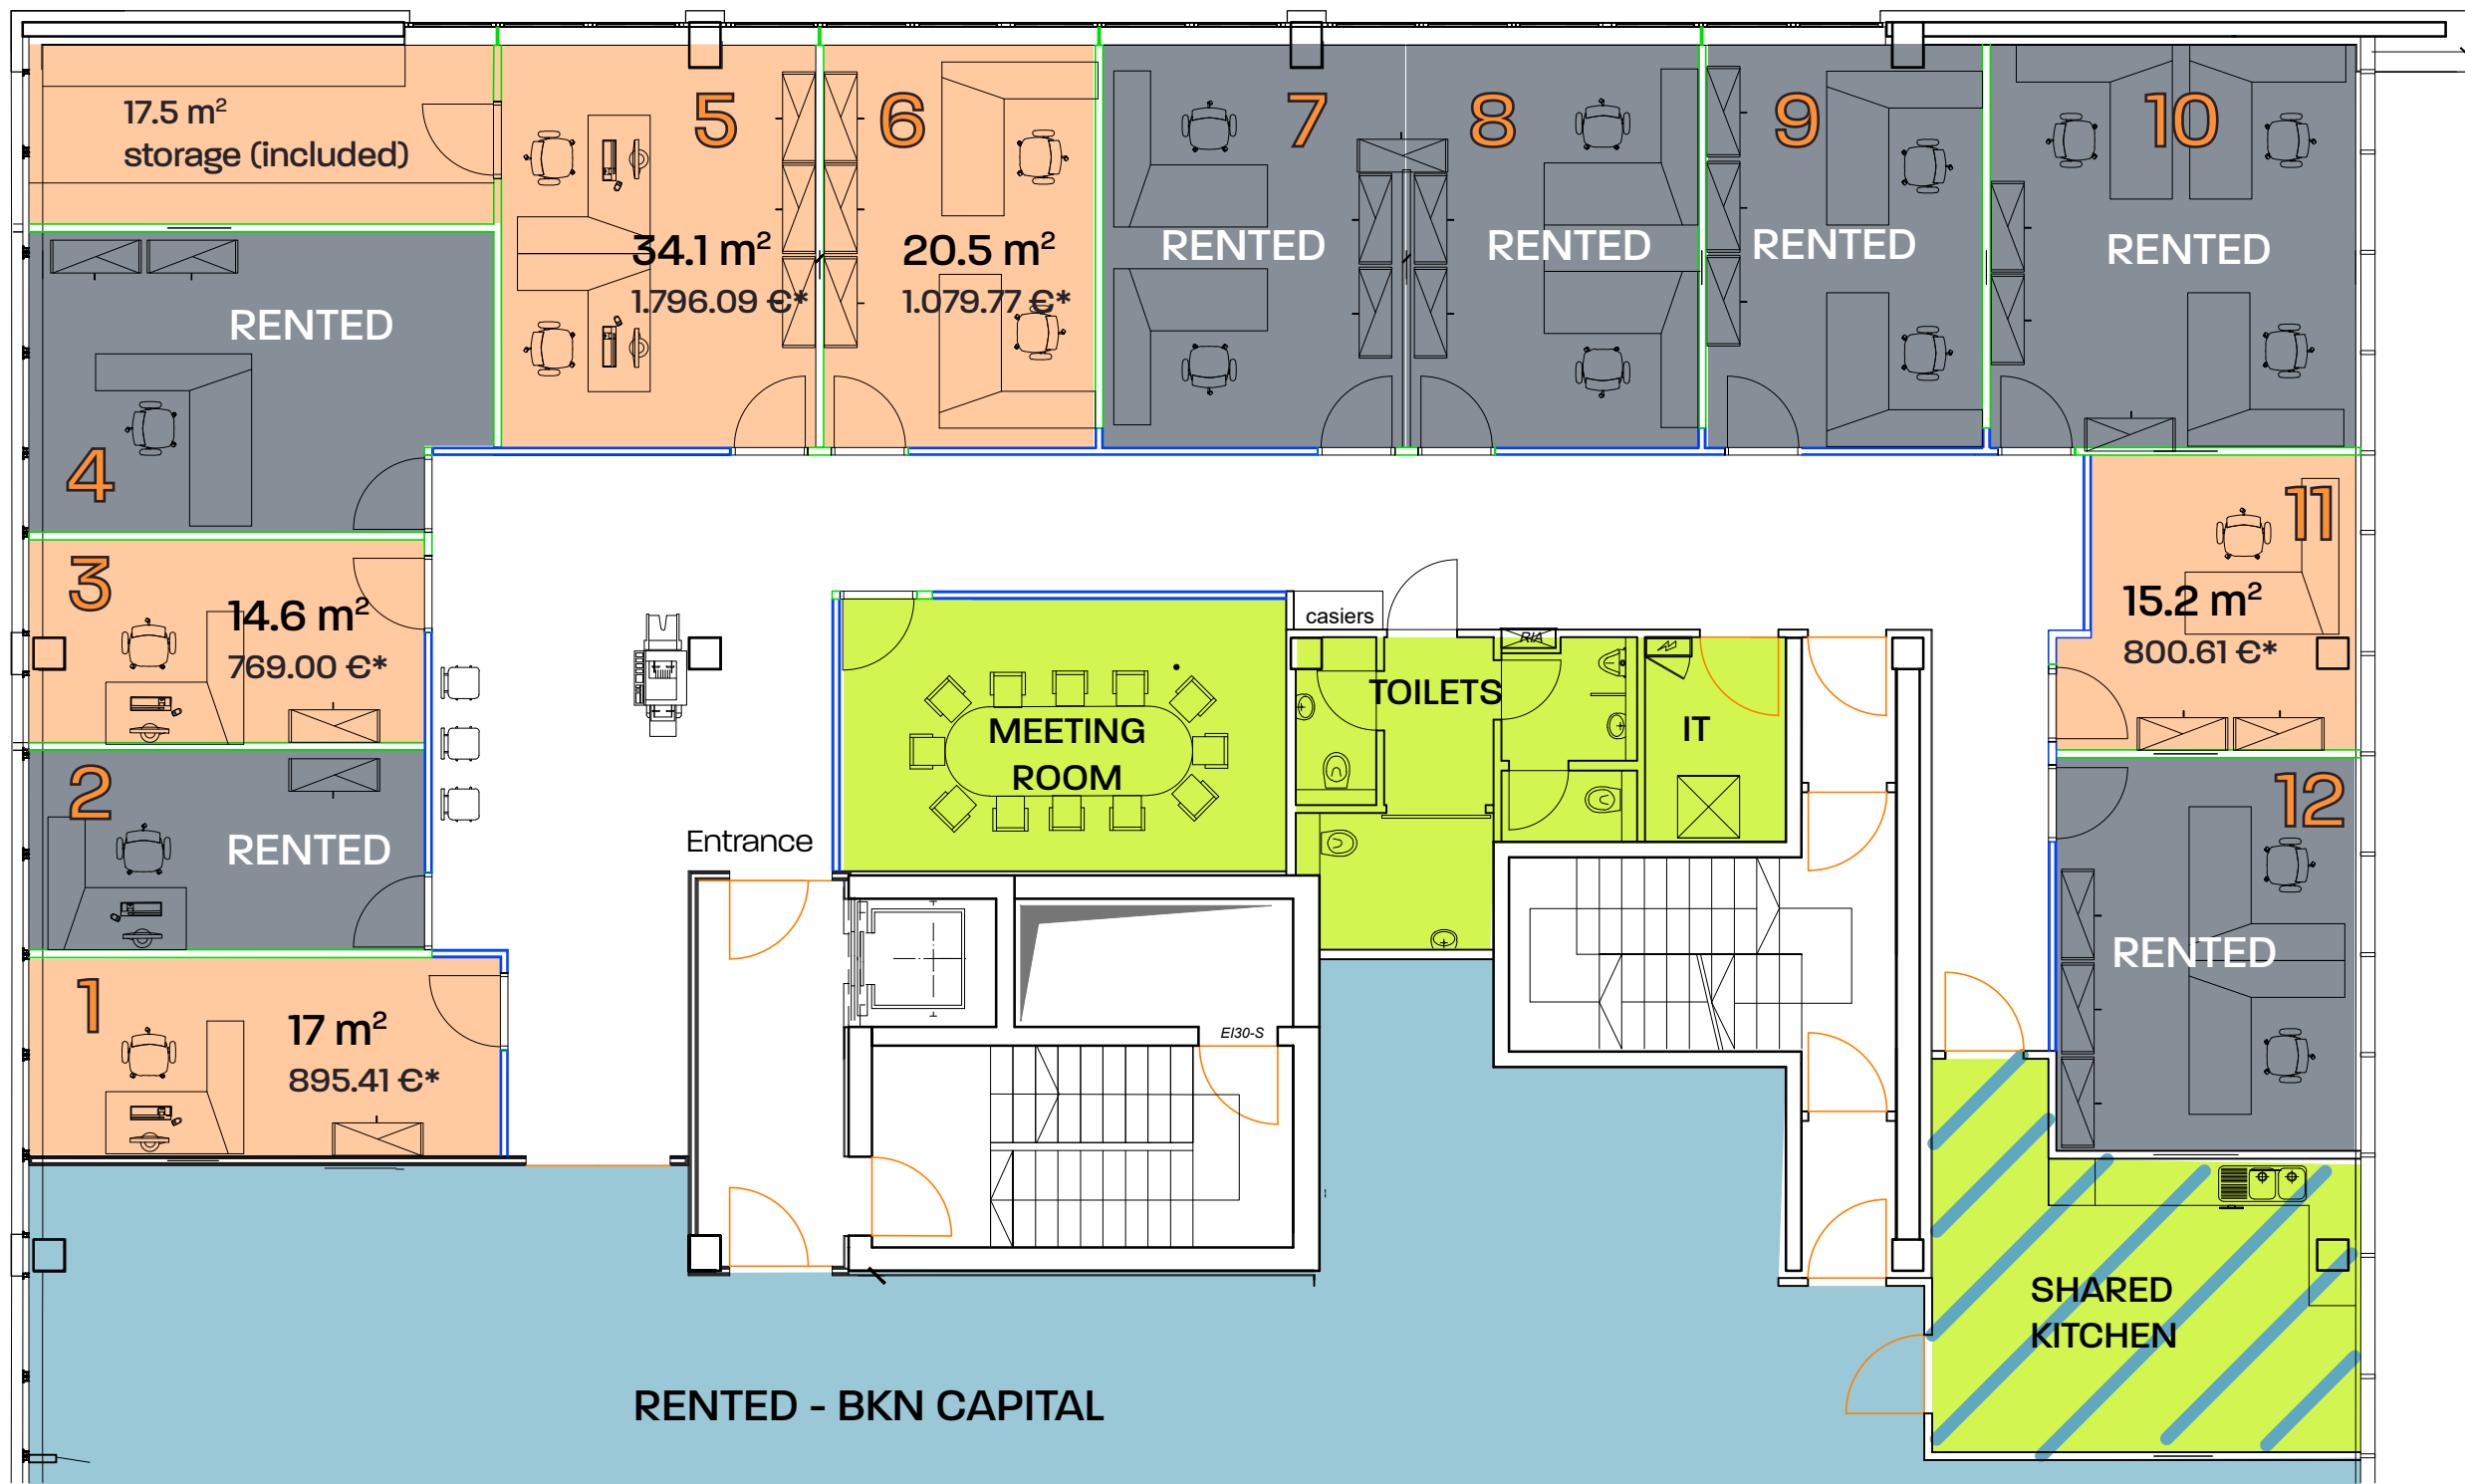 17.5 m²
storage (included)
5
34.1 m²
1.796.09 €*
6
20.5 m²
1.079.77 €*
7
RENTED
8
RENTED
9
RENTED
10
RENTED
RENTED
4
3
14.6 m²
769.00 €*
2
RENTED
1
17 m²
895.41 €*
11
15.2 m²
800.61 €*
12
RENTED
casiers
RIA
TOILETS
IT
MEETING
ROOM
Entrance
EI30-S
SHARED
KITCHEN
RENTED - BKN CAPITAL